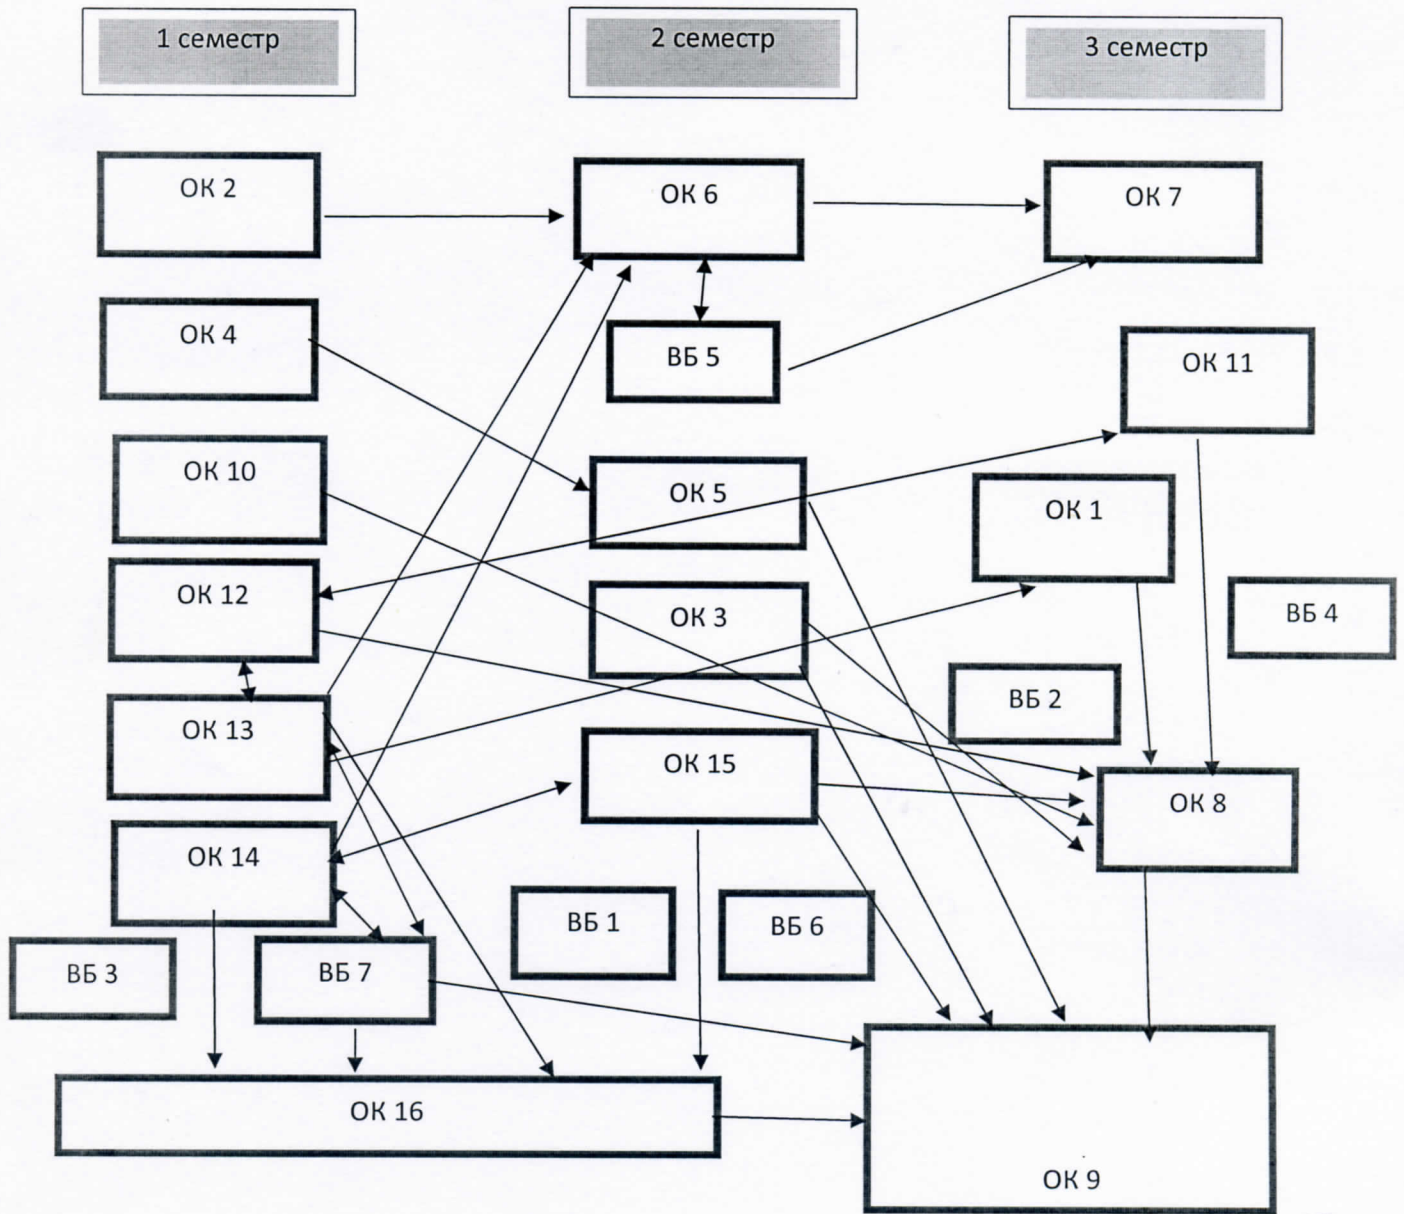 1 семестр
2 семестр
3 семестр
ОК 2
ОК 6
ОК 7
ОК 4
ВБ 5
ОК 11
ОК 10
ОК 5
ОК 1
ОК 12
ОК 3
ВБ 4
ВБ 2
ОК 13
ОК 15
ОК 8
ОК 14
ВБ 1
ВБ 6
ВБ 3
ВБ 7
ОК 16
ОК 9